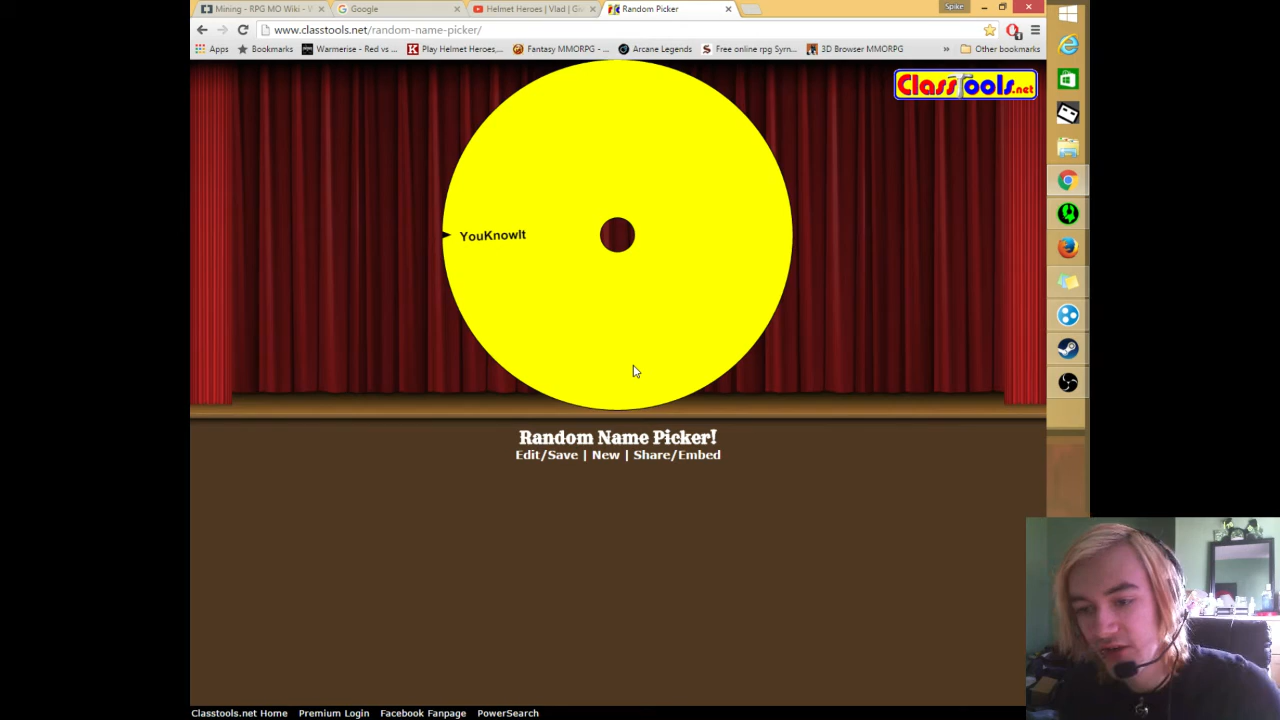 Mining - RPG MO Wiki - W
Google
Helmet Heroes | Vlad | Giv
Random Picker
Spike
www.classtools.net/random-name-picker/
Apps
Bookmarks
Warmerise - Red vs ...
Play Helmet Heroes,...
Fantasy MMORPG - ...
Arcane Legends
Free online rpg Syrn...
3D Browser MMORPG
»
Other bookmarks
ClassTools.net
YouKnowIt
Random Name Picker!
Edit/Save | New | Share/Embed
Classtools.net Home
Premium Login
Facebook Fanpage
PowerSearch